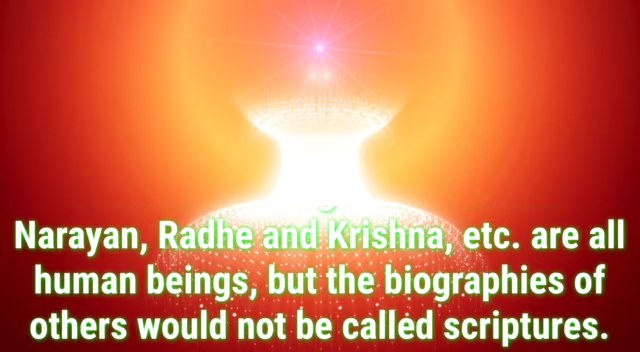 Narayan, Radhe and Krishna, etc. are all
human beings, but the biographies of
others would not be called scriptures.